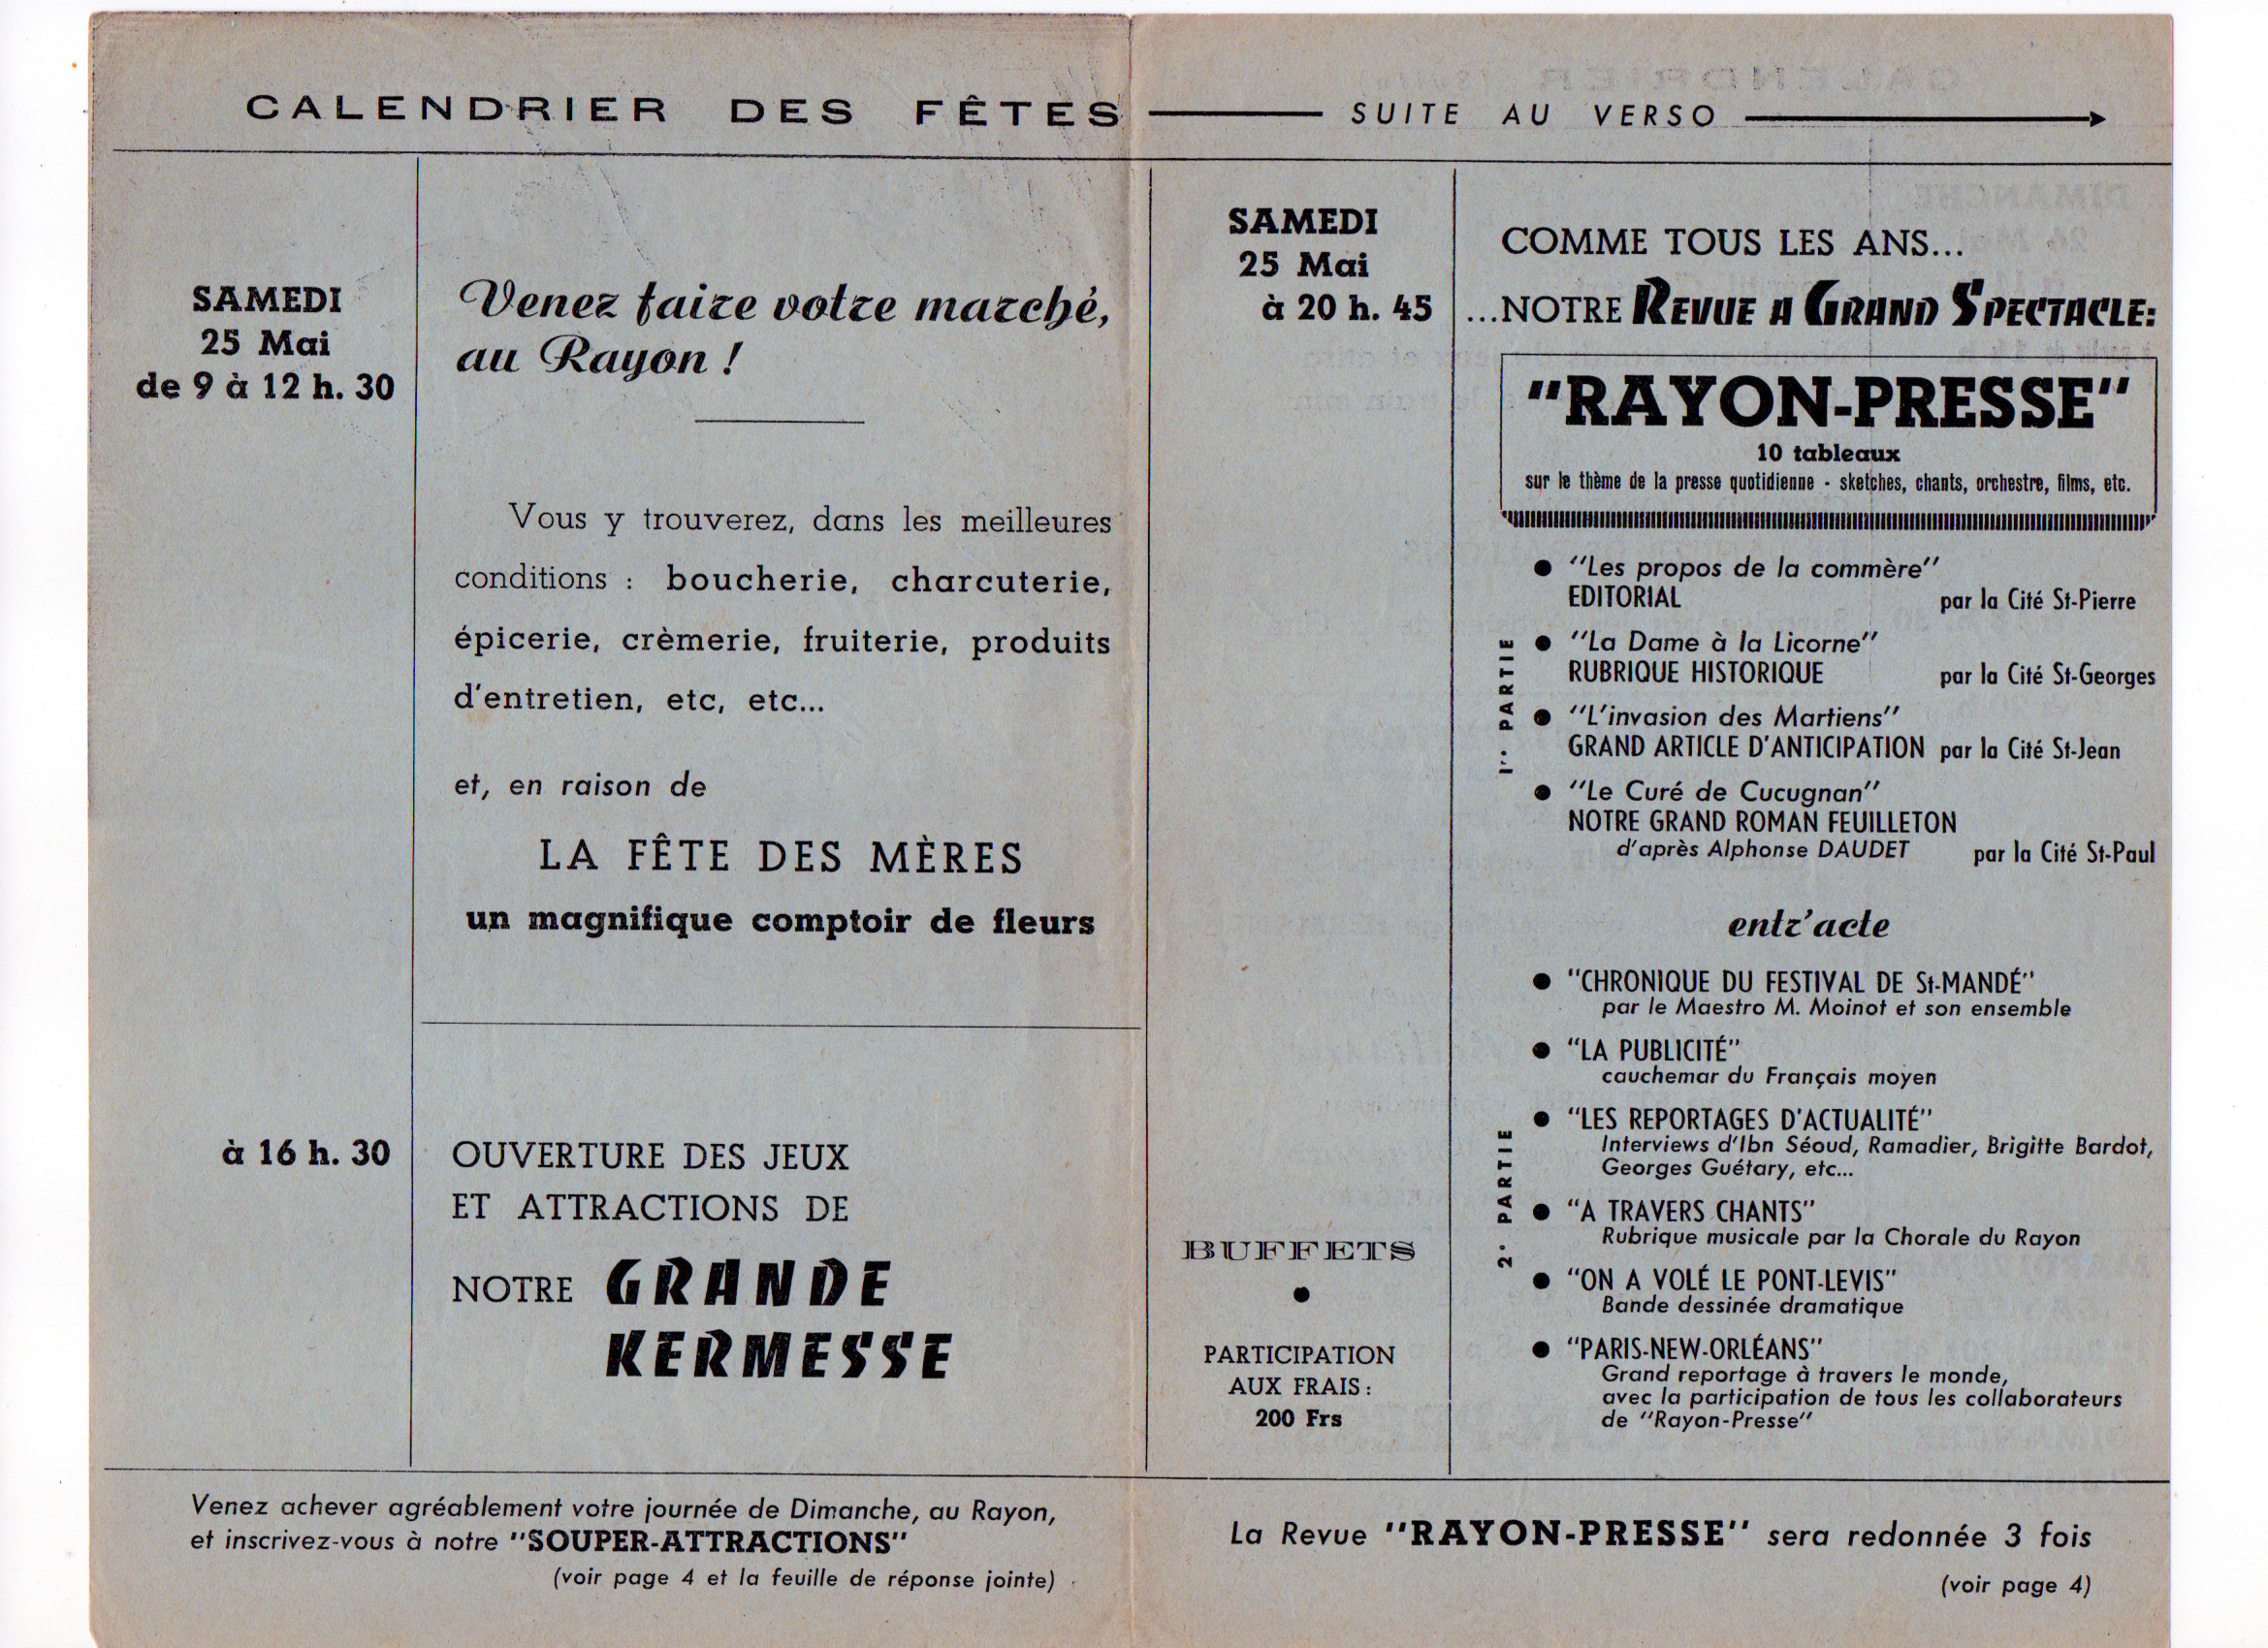 CALENDRIER DES FÊTES
SUITE AU VERSO
SAMEDI
25 Mai
de 9 à 12 h. 30
Venez faire votre marché,
au Rayon !
Vous y trouverez, dans les meilleures
conditions : boucherie, charcuterie,
épicerie, crèmerie, fruiterie, produits
d'entretien, etc, etc...
et, en raison de
LA FÊTE DES MÈRES
un magnifique comptoir de fleurs
à 16 h. 30
OUVERTURE DES JEUX
ET ATTRACTIONS DE
NOTRE GRANDE
KERMESSE
Venez achever agréablement votre journée de Dimanche, au Rayon,
et inscrivez-vous à notre "SOUPER-ATTRACTIONS"
(voir page 4 et la feuille de réponse jointe)
SAMEDI
25 Mai
à 20 h. 45
BUFFETS
PARTICIPATION
AUX FRAIS :
200 Frs
COMME TOUS LES ANS...
...NOTRE REVUE A GRAND SPECTACLE:
"RAYON-PRESSE"
10 tableaux
sur le thème de la presse quotidienne - sketches, chants, orchestre, films, etc.
1re PARTIE
● "Les propos de la commère"
EDITORIAL par la Cité St-Pierre
● "La Dame à la Licorne"
RUBRIQUE HISTORIQUE par la Cité St-Georges
● "L'invasion des Martiens"
GRAND ARTICLE D'ANTICIPATION par la Cité St-Jean
● "Le Curé de Cucugnan"
NOTRE GRAND ROMAN FEUILLETON
d'après Alphonse DAUDET par la Cité St-Paul
entr'acte
2e PARTIE
● "CHRONIQUE DU FESTIVAL DE St-MANDÉ"
par le Maestro M. Moinot et son ensemble
● "LA PUBLICITÉ"
cauchemar du Français moyen
● "LES REPORTAGES D'ACTUALITÉ"
Interviews d'Ibn Séoud, Ramadier, Brigitte Bardot,
Georges Guétary, etc...
● "A TRAVERS CHANTS"
Rubrique musicale par la Chorale du Rayon
● "ON A VOLÉ LE PONT-LEVIS"
Bande dessinée dramatique
● "PARIS-NEW-ORLÉANS"
Grand reportage à travers le monde,
avec la participation de tous les collaborateurs
de "Rayon-Presse"
La Revue "RAYON-PRESSE" sera redonnée 3 fois
(voir page 4)